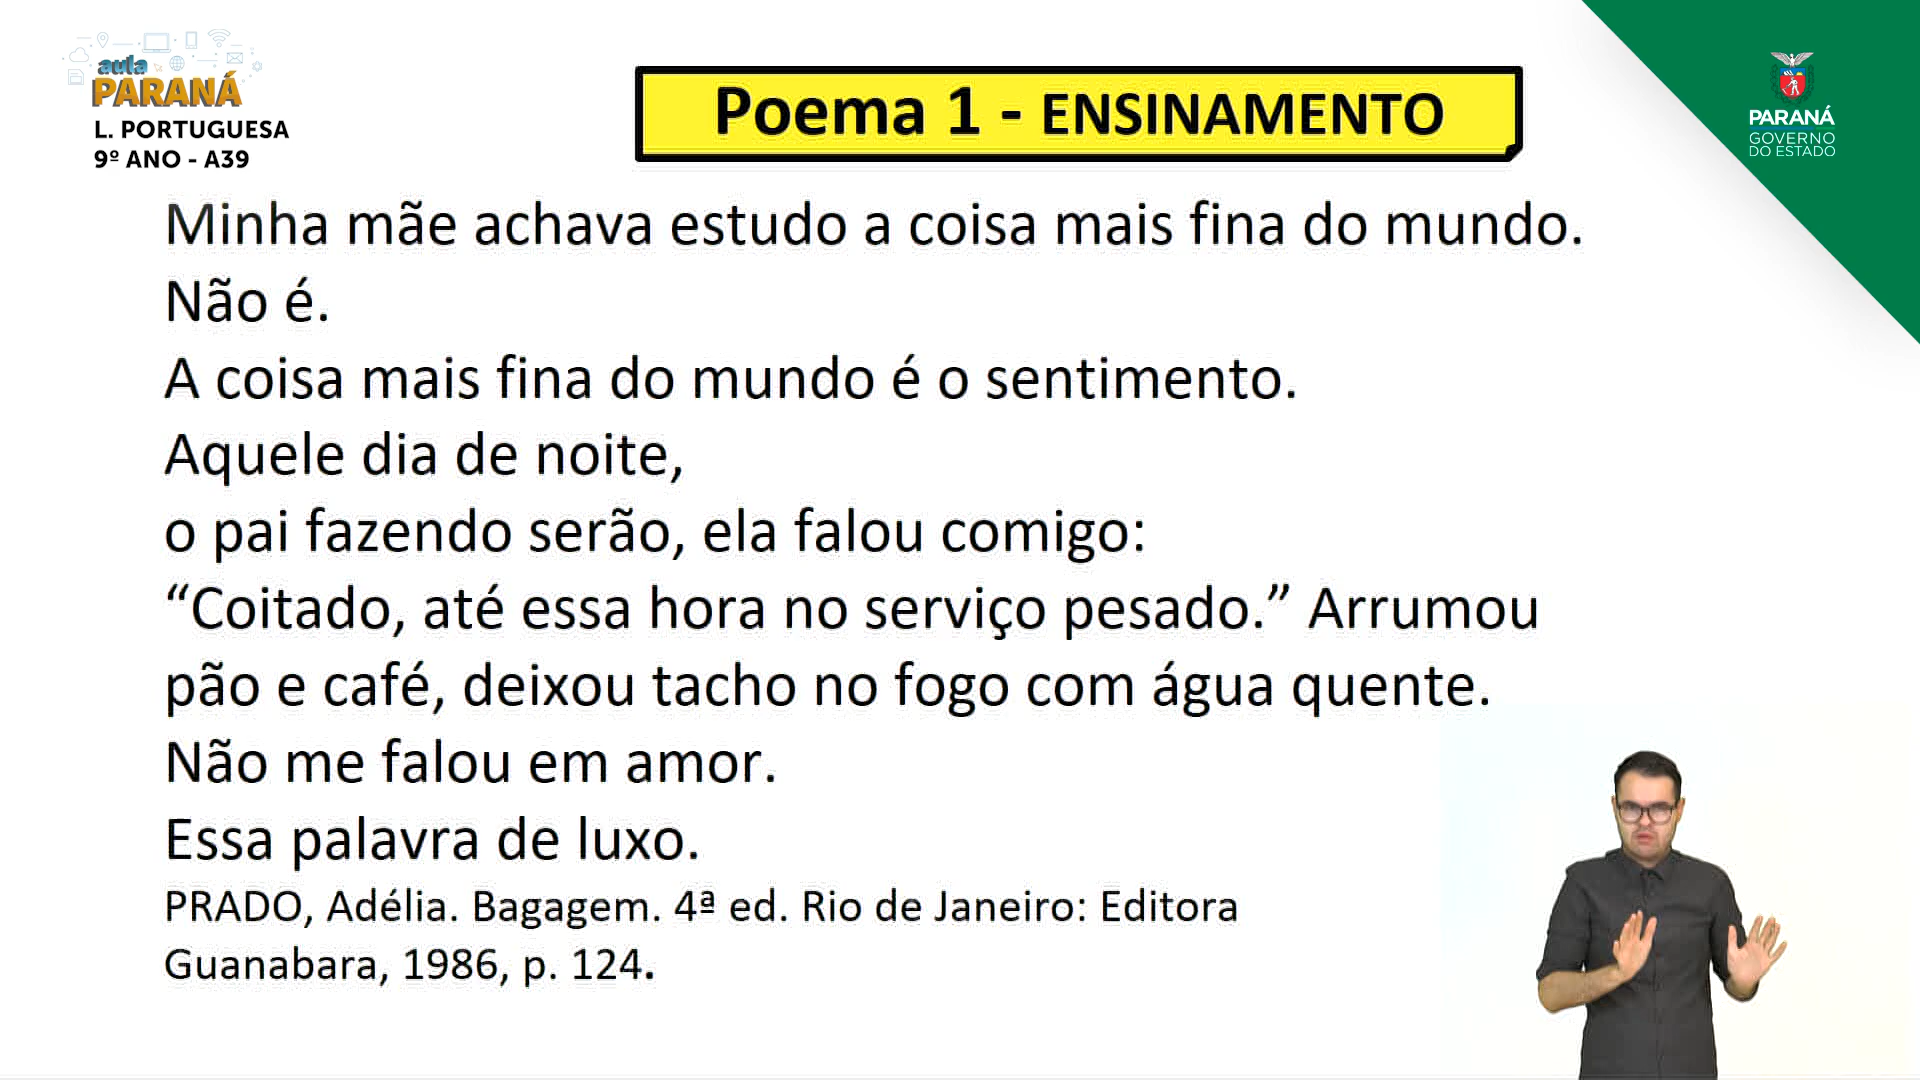 aula
PARANÁ
L. PORTUGUESA
9º ANO - A39
Poema 1 - ENSINAMENTO
PARANÁ
GOVERNO
DO ESTADO
Minha mãe achava estudo a coisa mais fina do mundo.
Não é.
A coisa mais fina do mundo é o sentimento.
Aquele dia de noite,
o pai fazendo serão, ela falou comigo:
“Coitado, até essa hora no serviço pesado.” Arrumou
pão e café, deixou tacho no fogo com água quente.
Não me falou em amor.
Essa palavra de luxo.
PRADO, Adélia. Bagagem. 4ª ed. Rio de Janeiro: Editora
Guanabara, 1986, p. 124.